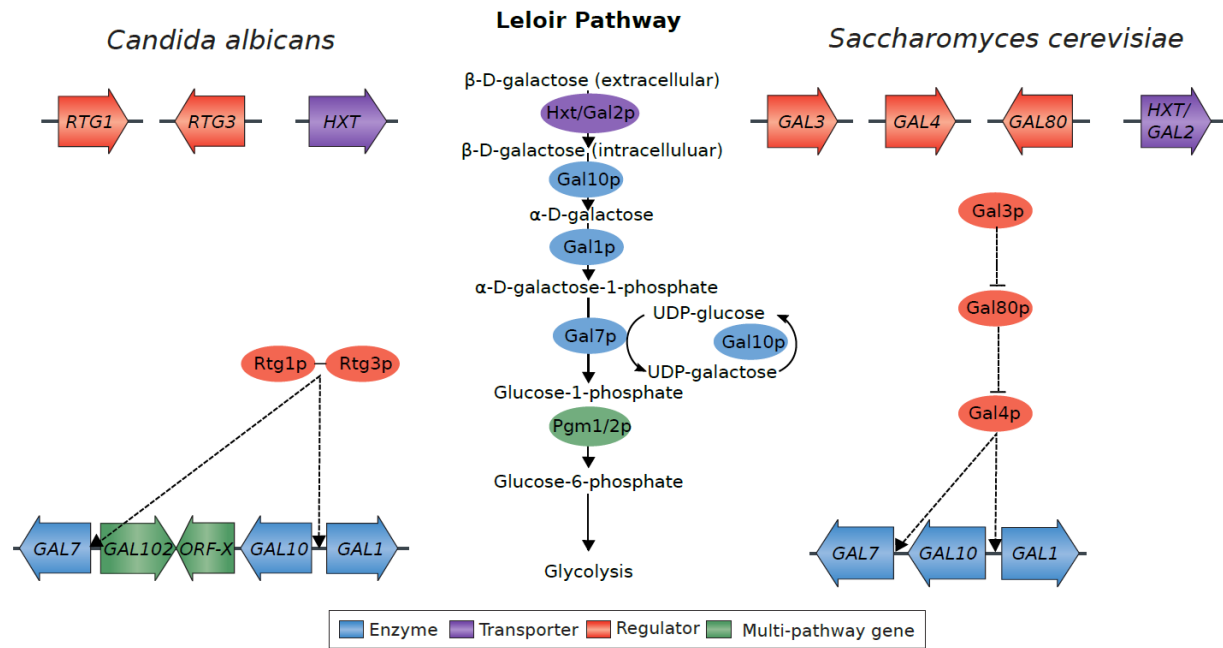 Leloir Pathway
Candida albicans
Saccharomyces cerevisiae
RTG1
RTG3
HXT
β-D-galactose (extracellular)
Hxt/Gal2p
β-D-galactose (intracelluluar)
Gal10p
α-D-galactose
Gal1p
α-D-galactose-1-phosphate
Gal7p
UDP-glucose
Gal10p
UDP-galactose
Glucose-1-phosphate
Pgm1/2p
Glucose-6-phosphate
Glycolysis
GAL3
GAL4
GAL80
HXT/
GAL2
Gal3p
Gal80p
Gal4p
Rtg1p
Rtg3p
GAL7
GAL102
ORF-X
GAL10
GAL1
GAL7
GAL10
GAL1
Enzyme
Transporter
Regulator
Multi-pathway gene